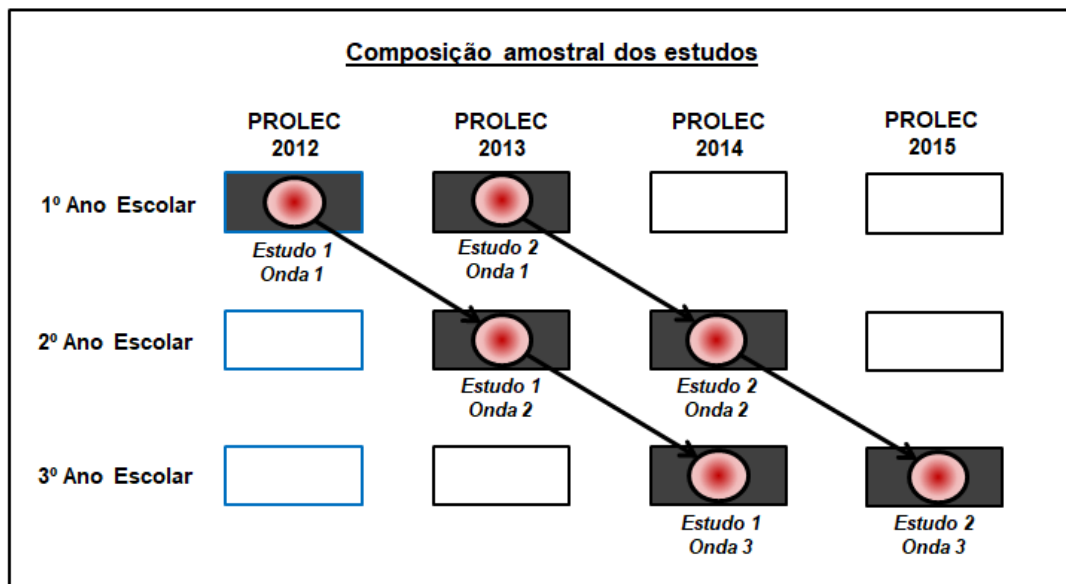 Composição amostral dos estudos
PROLEC
2012
PROLEC
2013
PROLEC
2014
PROLEC
2015
1º Ano Escolar
Estudo 1
Onda 1
Estudo 2
Onda 1
2º Ano Escolar
Estudo 1
Onda 2
Estudo 2
Onda 2
3º Ano Escolar
Estudo 1
Onda 3
Estudo 2
Onda 3